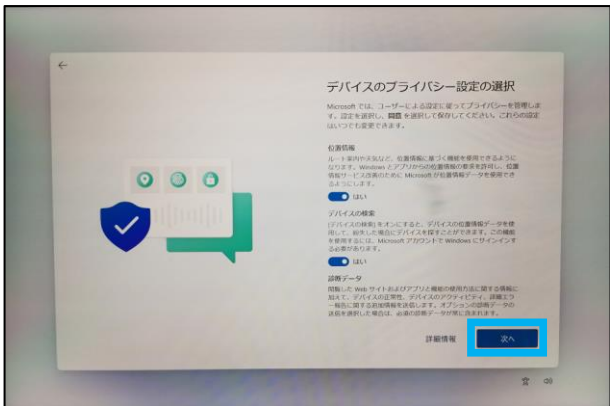 デバイスのプライバシー設定の選択
Microsoft では、ユーザーによる設定に従ってプライバシーを管理しま
す。設定を選択し、同意 を選択して保存してください。これらの設定
はいつでも変更できます。
位置情報
ルート案内や天気など、位置情報に基づく機能を使用できるように
なります。Windows とアプリからの位置情報の要求を許可し、位置
情報サービス改善のために Microsoft が位置情報データを使用でき
るようにします。
はい
デバイスの検索
[デバイスの検索] をオンにすると、デバイスの位置情報データを使
用して、紛失した場合にデバイスを探すことができます。この機能
を使用するには、Microsoft アカウントで Windows にサインインす
る必要があります。
はい
診断データ
閲覧した Web サイトおよびアプリと機能の使用方法に関する情報に
加えて、デバイスの正常性、デバイスのアクティビティ、詳細エラ
ー報告に関する追加情報を送信します。オプションの診断データの
送信を選択した場合は、必須の診断データが常に含まれます。
詳細情報
次へ